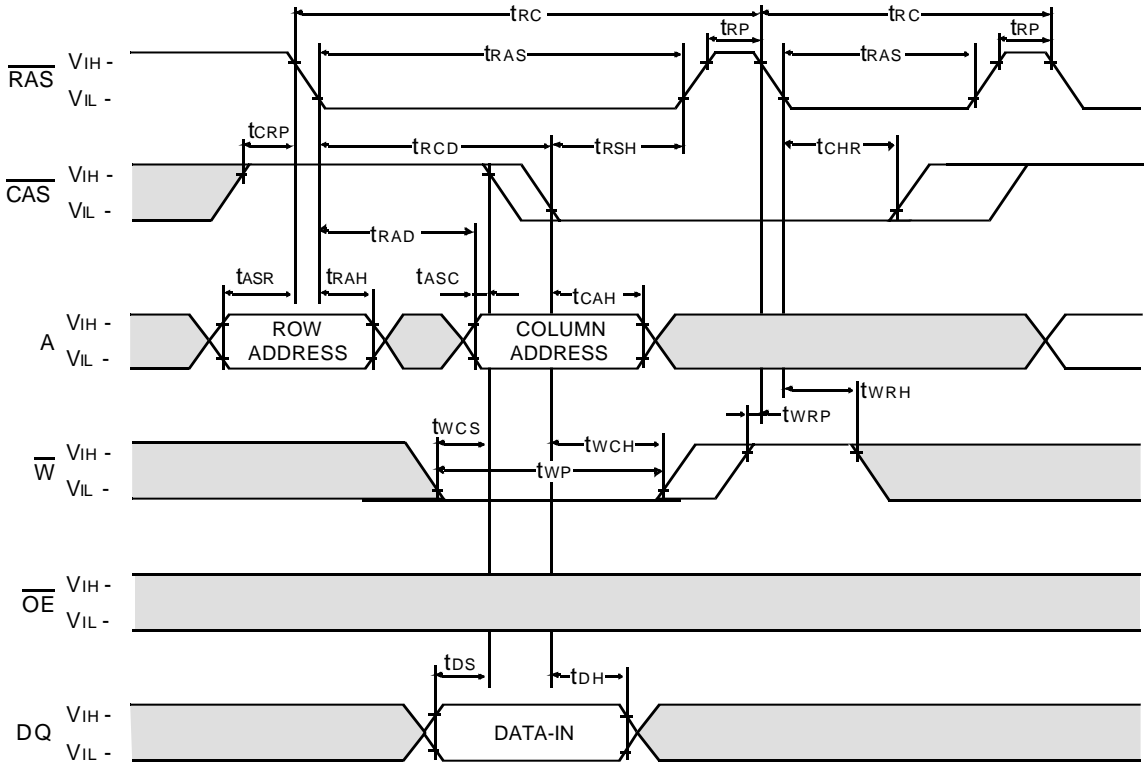 tRC tRC
tRP tRP
tRAS tRAS
RAS VIH -
VIL -
tCRP tRCD tRSH tCHR
CAS VIH -
VIL -
tRAD
tASR tRAH tASC tCAH
A VIH -
VIL -
ROW
ADDRESS
COLUMN
ADDRESS
tWRH
tWRP
tWCS tWCH
tWP
W VIH -
VIL -
OE VIH -
VIL -
tDS tDH
DQ VIH -
VIL -
DATA-IN